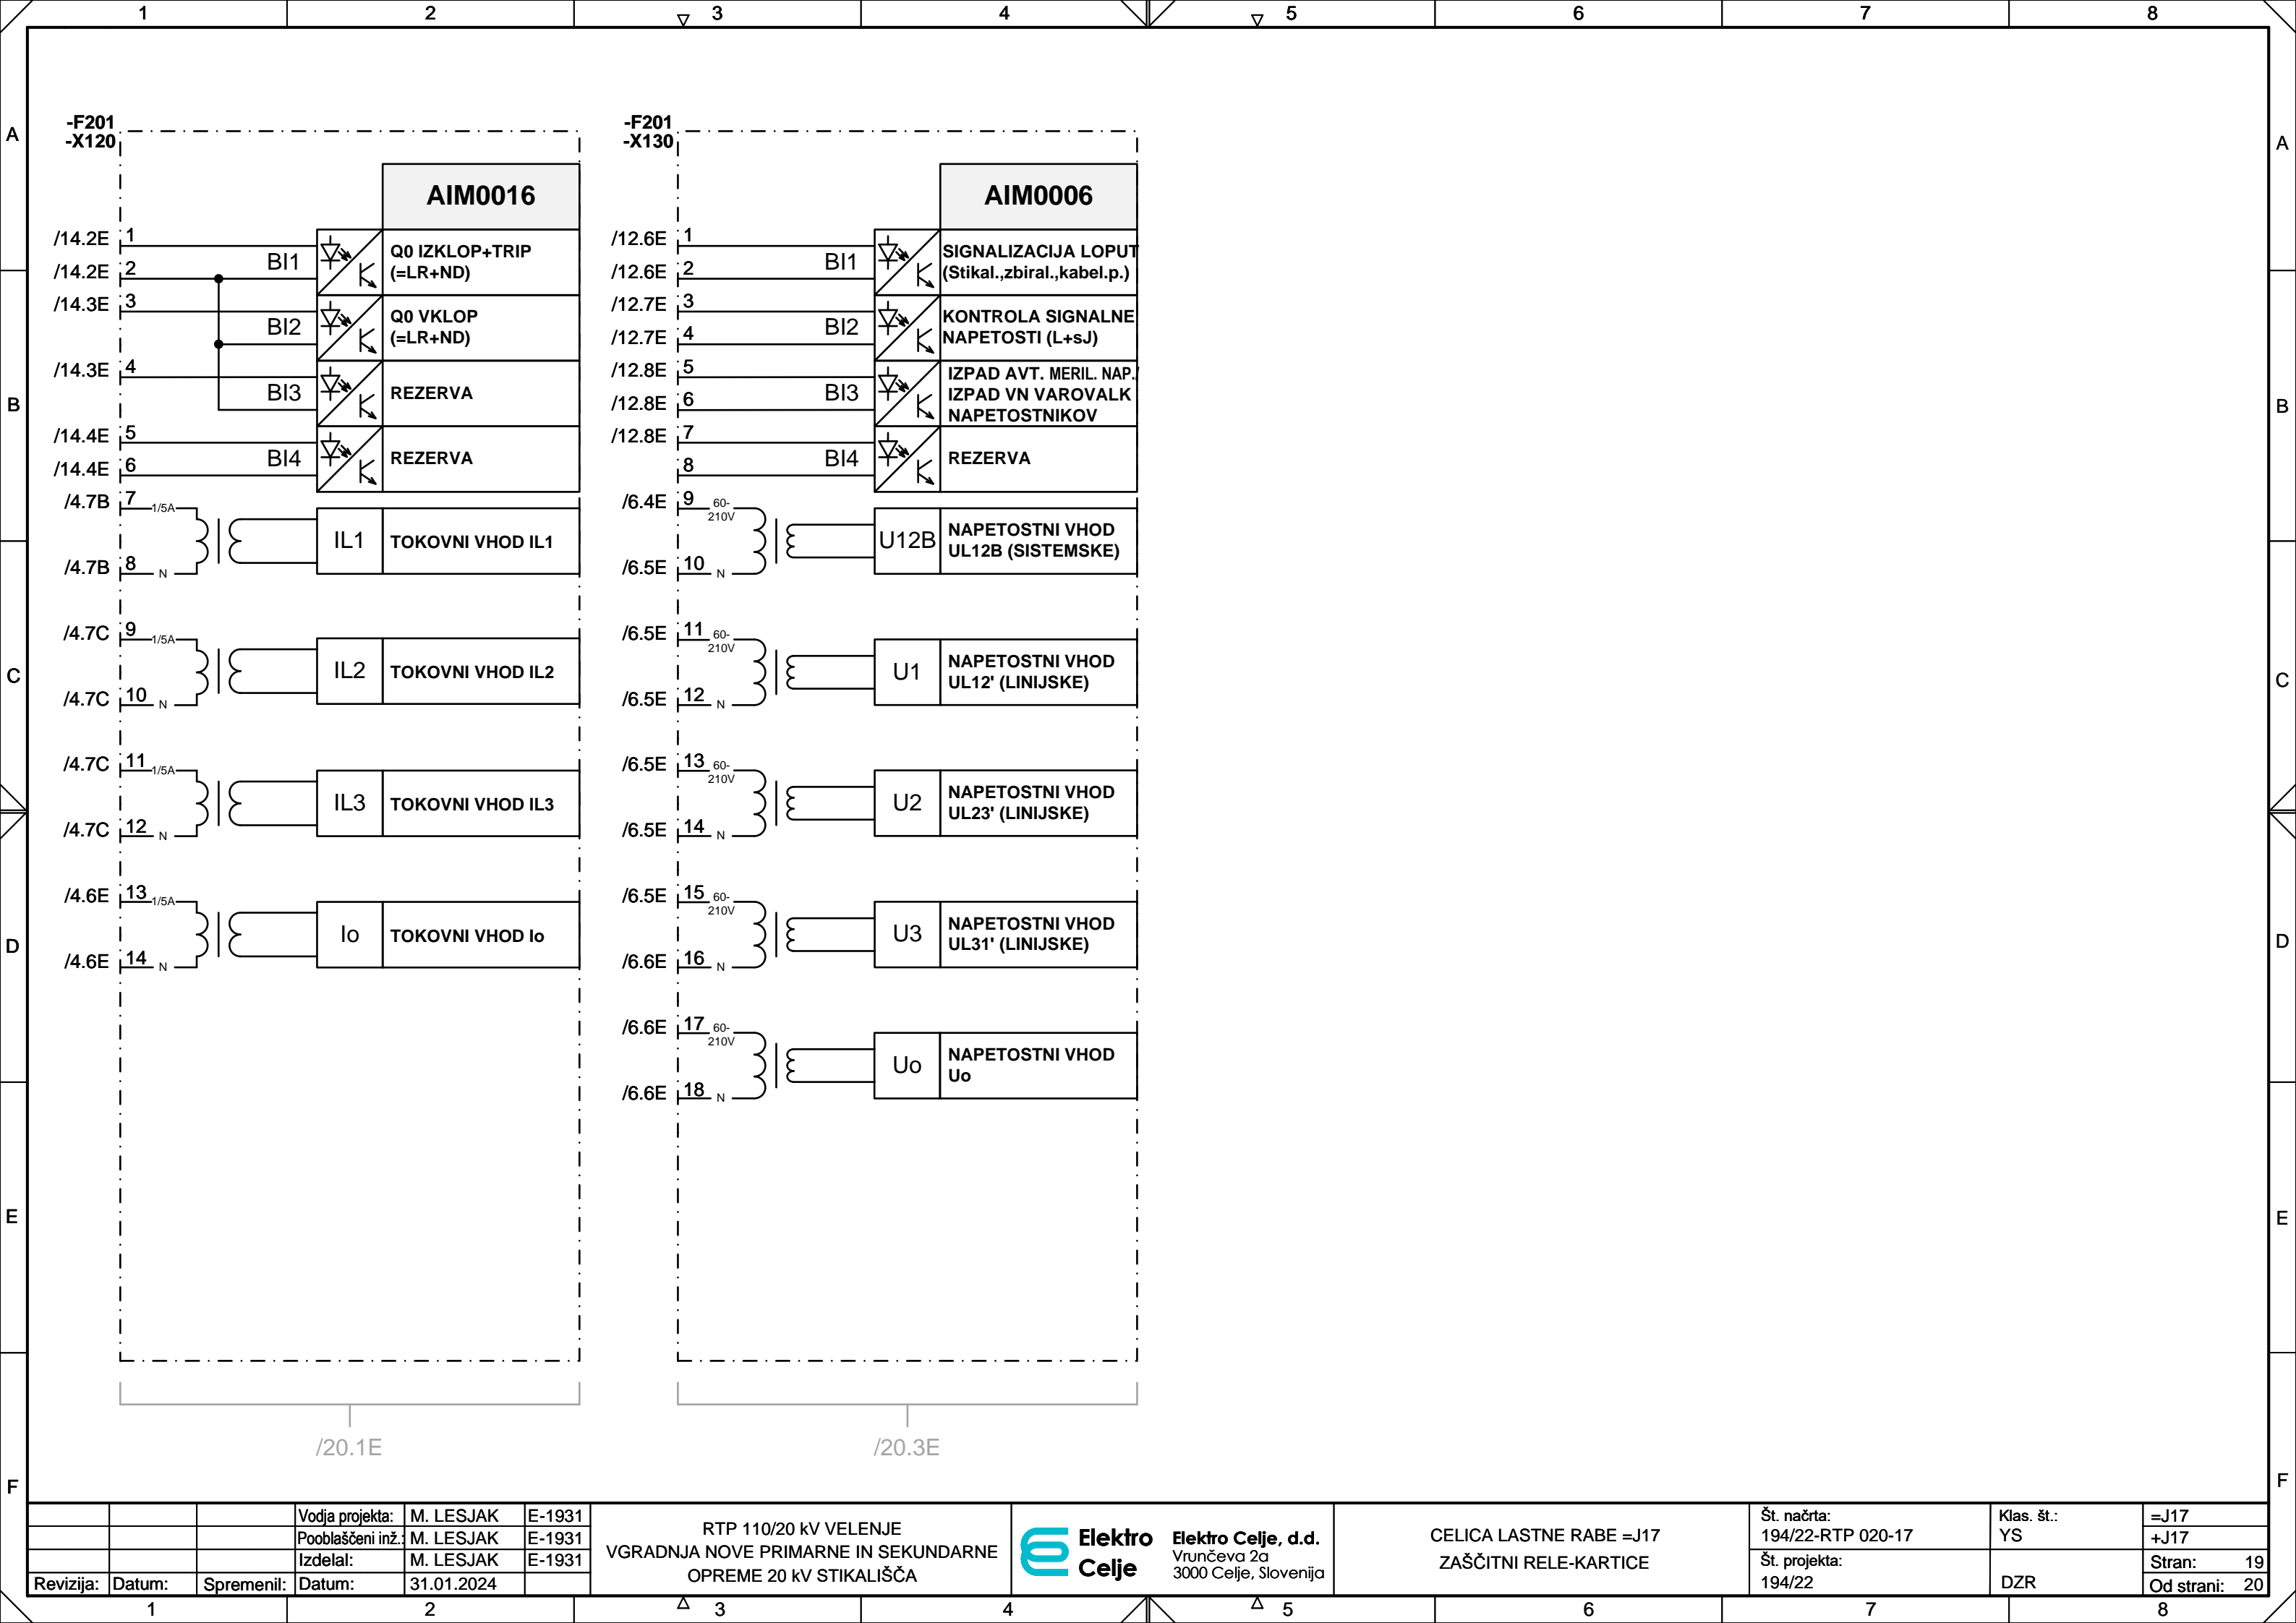 1 2 3 4 5 6 7 8
A
B
C
D
E
F
-F201
-X120
AIM0016
/14.2E 1
/14.2E 2
BI1
Q0 IZKLOP+TRIP
(=LR+ND)
/14.3E 3
BI2
Q0 VKLOP
(=LR+ND)
/14.3E 4
BI3
REZERVA
/14.4E 5
/14.4E 6
BI4
REZERVA
/4.7B 7 1/5A
/4.7B 8 N
IL1
TOKOVNI VHOD IL1
/4.7C 9 1/5A
/4.7C 10 N
IL2
TOKOVNI VHOD IL2
/4.7C 11 1/5A
/4.7C 12 N
IL3
TOKOVNI VHOD IL3
/4.6E 13 1/5A
/4.6E 14 N
Io
TOKOVNI VHOD Io
/20.1E
-F201
-X130
AIM0006
/12.6E 1
/12.6E 2
BI1
SIGNALIZACIJA LOPUT
(Stikal.,zbiral.,kabel.p.)
/12.7E 3
/12.7E 4
BI2
KONTROLA SIGNALNE
NAPETOSTI (L+sJ)
/12.8E 5
/12.8E 6
BI3
IZPAD AVT. MERIL. NAP./
IZPAD VN VAROVALK
NAPETOSTNIKOV
/12.8E 7
8
BI4
REZERVA
/6.4E 9 60-
210V
/6.5E 10 N
U12B
NAPETOSTNI VHOD
UL12B (SISTEMSKE)
/6.5E 11 60-
210V
/6.5E 12 N
U1
NAPETOSTNI VHOD
UL12' (LINIJSKE)
/6.5E 13 60-
210V
/6.5E 14 N
U2
NAPETOSTNI VHOD
UL23' (LINIJSKE)
/6.5E 15 60-
210V
/6.6E 16 N
U3
NAPETOSTNI VHOD
UL31' (LINIJSKE)
/6.6E 17 60-
210V
/6.6E 18 N
Uo
NAPETOSTNI VHOD
Uo
/20.3E
A
B
C
D
E
F
Vodja projekta: M. LESJAK E-1931
Pooblaščeni inž.: M. LESJAK E-1931
Izdelal: M. LESJAK E-1931
Revizija: Datum: Spremenil: Datum: 31.01.2024
RTP 110/20 kV VELENJE
VGRADNJA NOVE PRIMARNE IN SEKUNDARNE
OPREME 20 kV STIKALIŠČA
Elektro
Celje
Elektro Celje, d.d.
Vrunčeva 2a
3000 Celje, Slovenija
CELICA LASTNE RABE =J17
ZAŠČITNI RELE-KARTICE
Št. načrta:
194/22-RTP 020-17
Št. projekta:
194/22
Klas. št.:
YS
DZR
=J17
+J17
Stran: 19
Od strani: 20
1 2 3 4 5 6 7 8